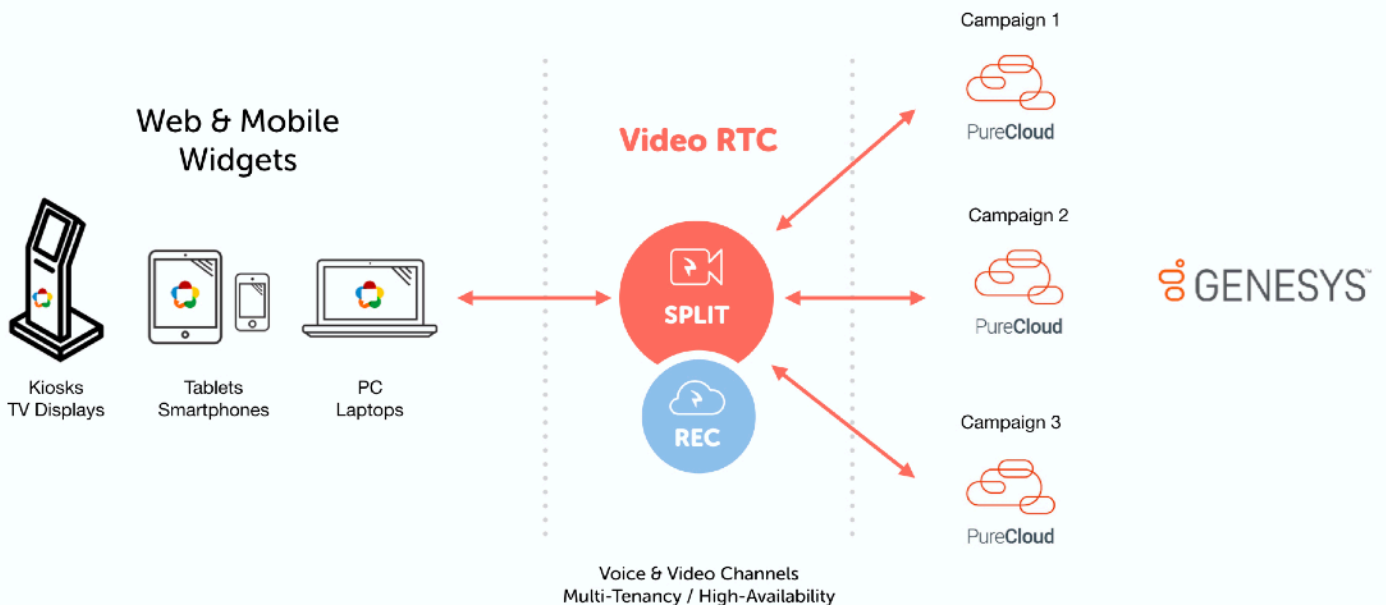 Web & Mobile
Widgets
Kiosks
TV Displays
Tablets
Smartphones
PC
Laptops
Video RTC
SPLIT
REC
Voice & Video Channels
Multi-Tenancy / High-Availability
Campaign 1
PureCloud
Campaign 2
PureCloud
Campaign 3
PureCloud
GENESYS™